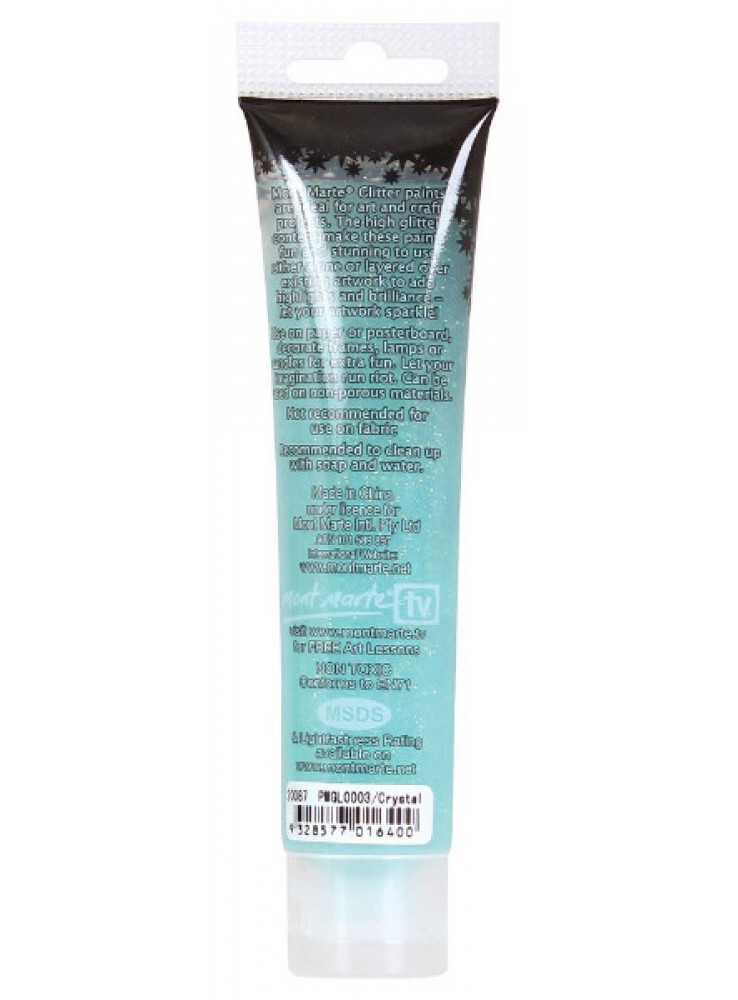 Mont Marte® Glitter paints
are ideal for art and craft
projects. The high glitter
content make these paints
fun and stunning to use
either alone or layered over
existing artwork to add
highlights and brilliance –
let your artwork sparkle!
Use on paper or posterboard,
decorate frames, lamps or
candles for extra fun. Let your
imagination run riot. Can be
used on non-porous materials.
Not recommended for
use on fabric
Recommended to clean up
with soap and water.
Made in China
under licence for
Mont Marte Intl. Pty Ltd
International Website:
www.montmarte.net
mont marte® tv
visit www.montmarte.tv
for FREE Art Lessons
NON TOXIC
Conforms to EN71
MSDS
& Lightfastness Rating
available on
www.montmarte.net
PMGL0003/Crystal
9 328577 016400